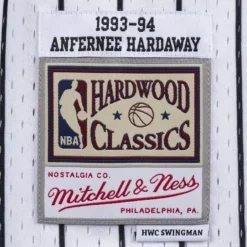 1993-94
ANFERNEE HARDAWAY
HARDWOOD
NBA
CLASSICS
NOSTALGIA CO.
Mitchell & Ness
PHILADELPHIA, PA.
HWC SWINGMAN